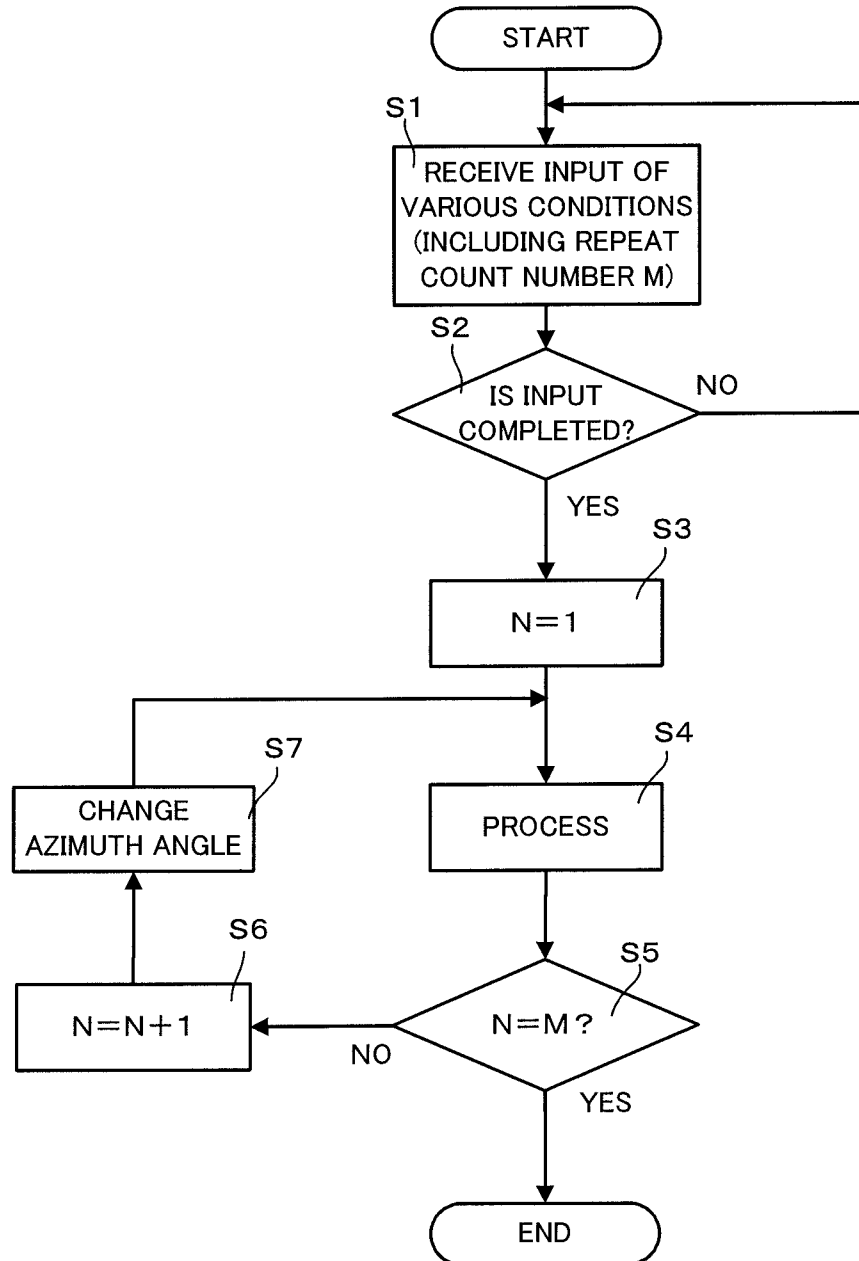 START
S1
RECEIVE INPUT OF
VARIOUS CONDITIONS
(INCLUDING REPEAT
COUNT NUMBER M)
S2
IS INPUT
COMPLETED?
NO
YES
S3
N=1
S4
PROCESS
S7
CHANGE
AZIMUTH ANGLE
S6
N=N+1
S5
N=M?
NO
YES
END